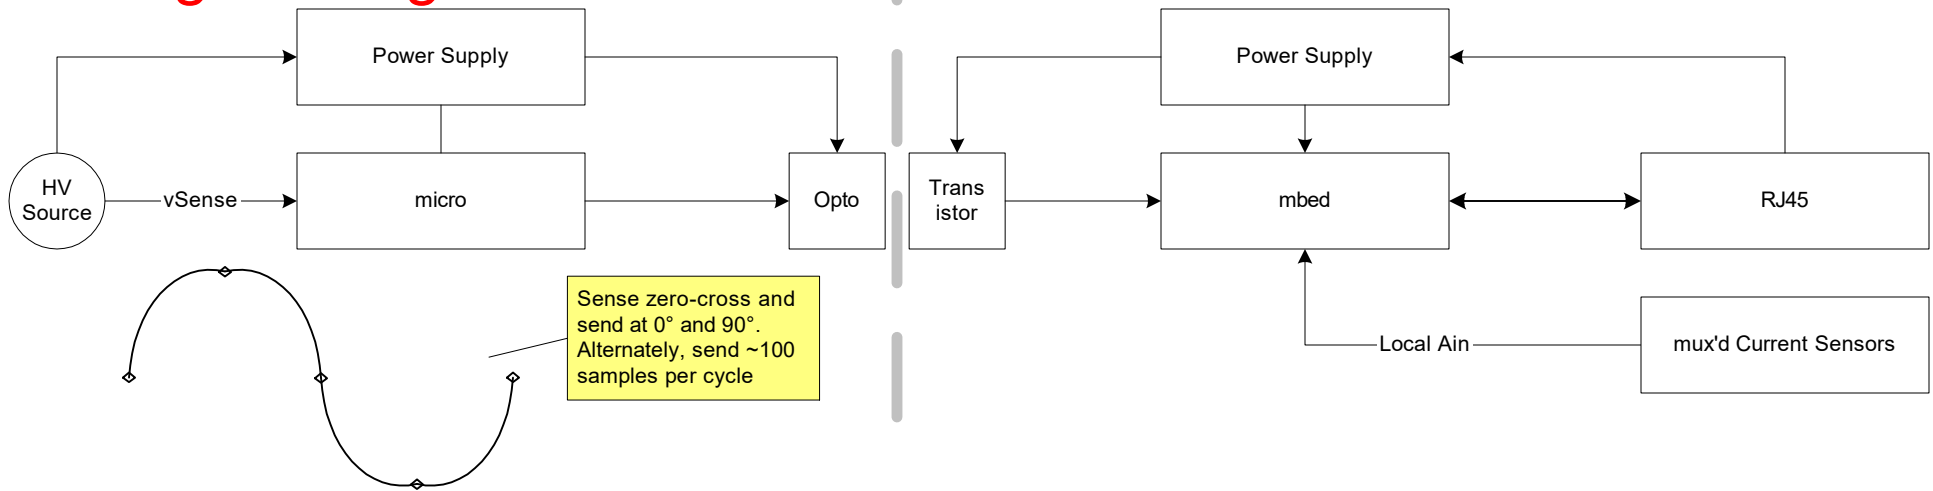 Power Supply
Power Supply
HV
Source
vSense
micro
Opto
Trans
istor
mbed
RJ45
Sense zero-cross and
send at 0° and 90°.
Alternately, send ~100
samples per cycle
Local Ain
mux'd Current Sensors